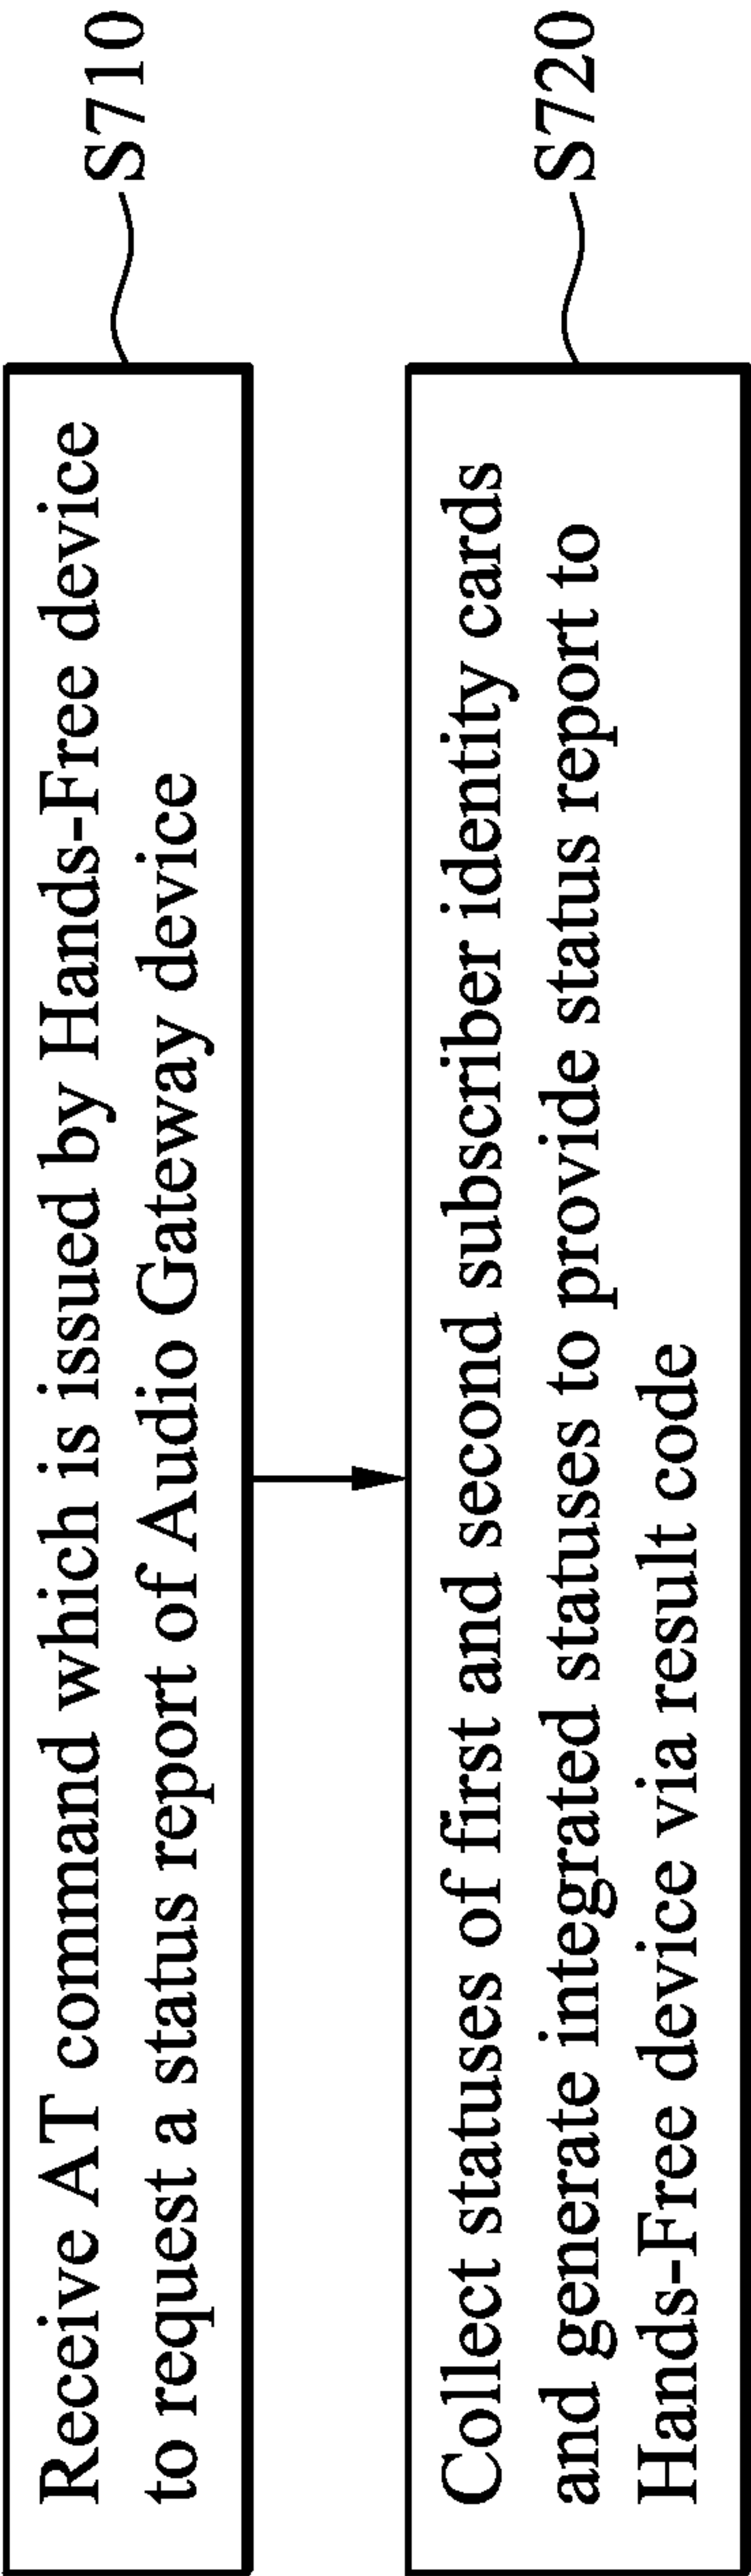 Receive AT command which is issued by Hands-Free device
to request a status report of Audio Gateway device
S710
Collect statuses of first and second subscriber identity cards
and generate integrated statuses to provide status report to
Hands-Free device via result code
S720